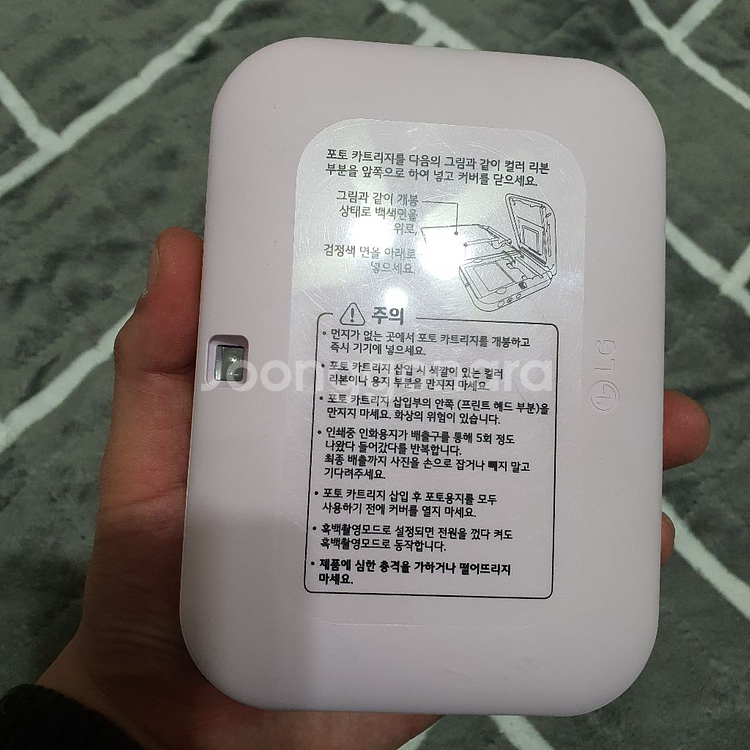 포토 카트리지를 다음의 그림과 같이 컬러 리본
부분을 앞쪽으로 하여 넣고 커버를 닫으세요.
그림과 같이 개봉
상태로 백색면을
위로,
검정색 면을 아래로
넣으세요.
주의
• 먼지가 없는 곳에서 포토 카트리지를 개봉하고
즉시 기기에 넣으세요.
• 포토 카트리지 삽입 시 색깔이 있는 컬러
리본이나 용지 부분을 만지지 마세요.
• 포토 카트리지 삽입부의 안쪽 (프린트 헤드 부분)을
만지지 마세요. 화상의 위험이 있습니다.
• 인쇄중 인화용지가 배출구를 통해 5회 정도
나왔다 들어갔다를 반복합니다.
최종 배출까지 사진을 손으로 잡거나 빼지 말고
기다려주세요.
• 포토 카트리지 삽입 후 포토용지를 모두
사용하기 전에 커버를 열지 마세요.
• 흑백촬영모드로 설정되면 전원을 껐다 켜도
흑백촬영모드로 동작합니다.
• 제품에 심한 충격을 가하거나 떨어뜨리지
마세요.
LG
Joonggonara